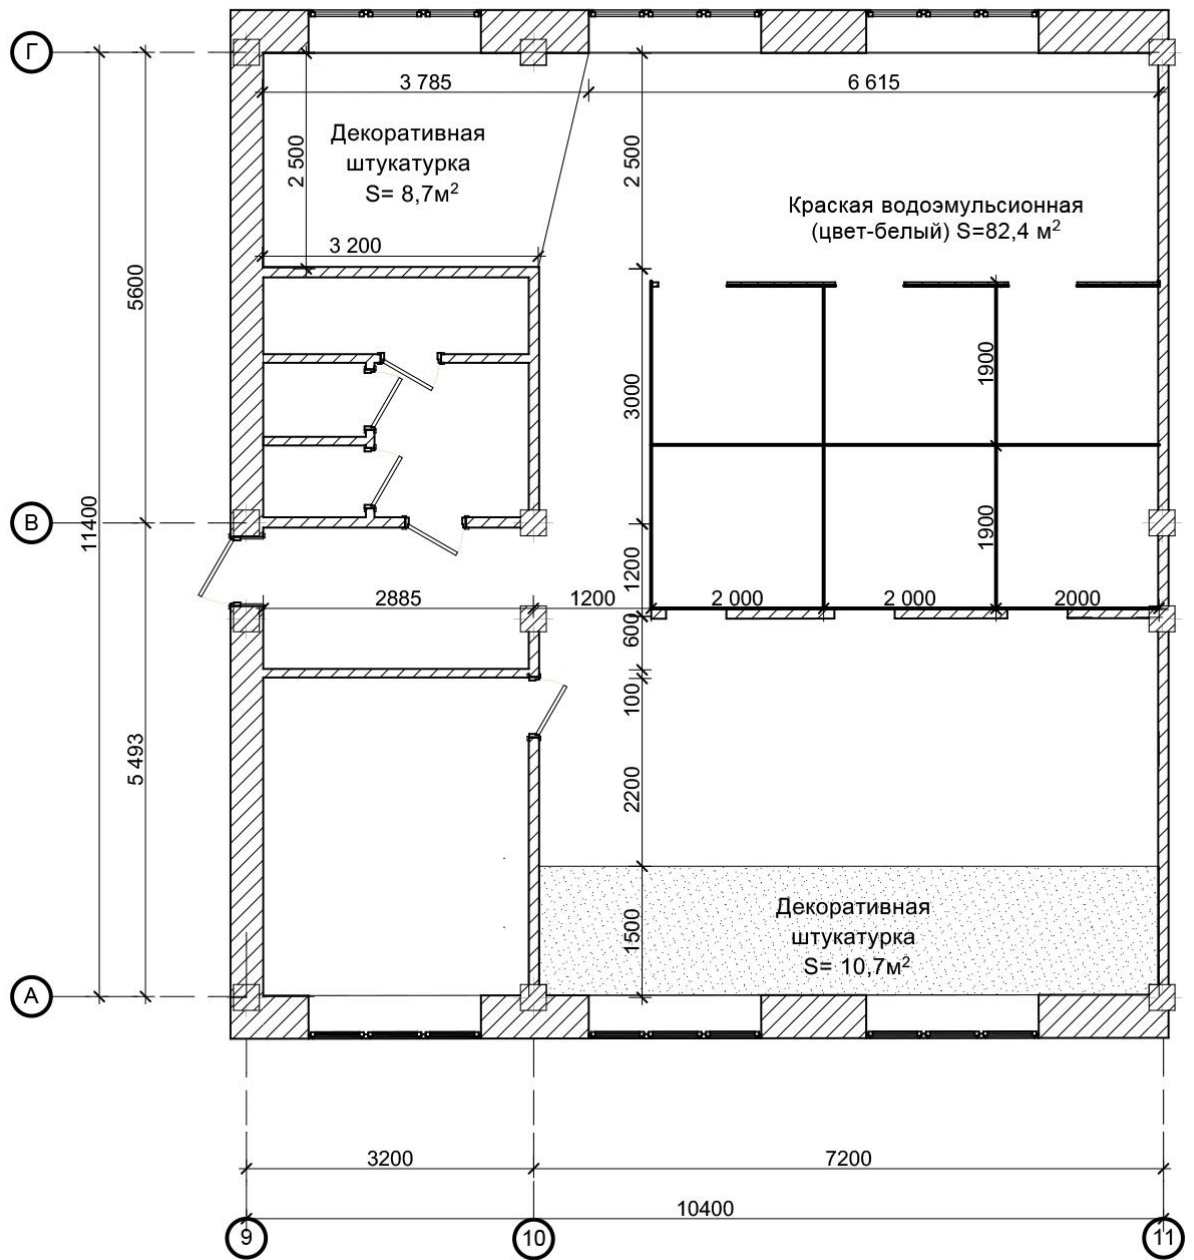 Г
3 785
6 615
Декоративная
штукатурка
S= 8,7м²
2 500
2 500
Краская водоэмульсионная
(цвет-белый) S=82,4 м²
3 200
5600
3000
1900
11400
В
1900
1200
2885
1200
2 000
2 000
2000
600
100
5 493
2200
Декоративная
штукатурка
S= 10,7м²
1500
А
3200
7200
10400
9
10
11